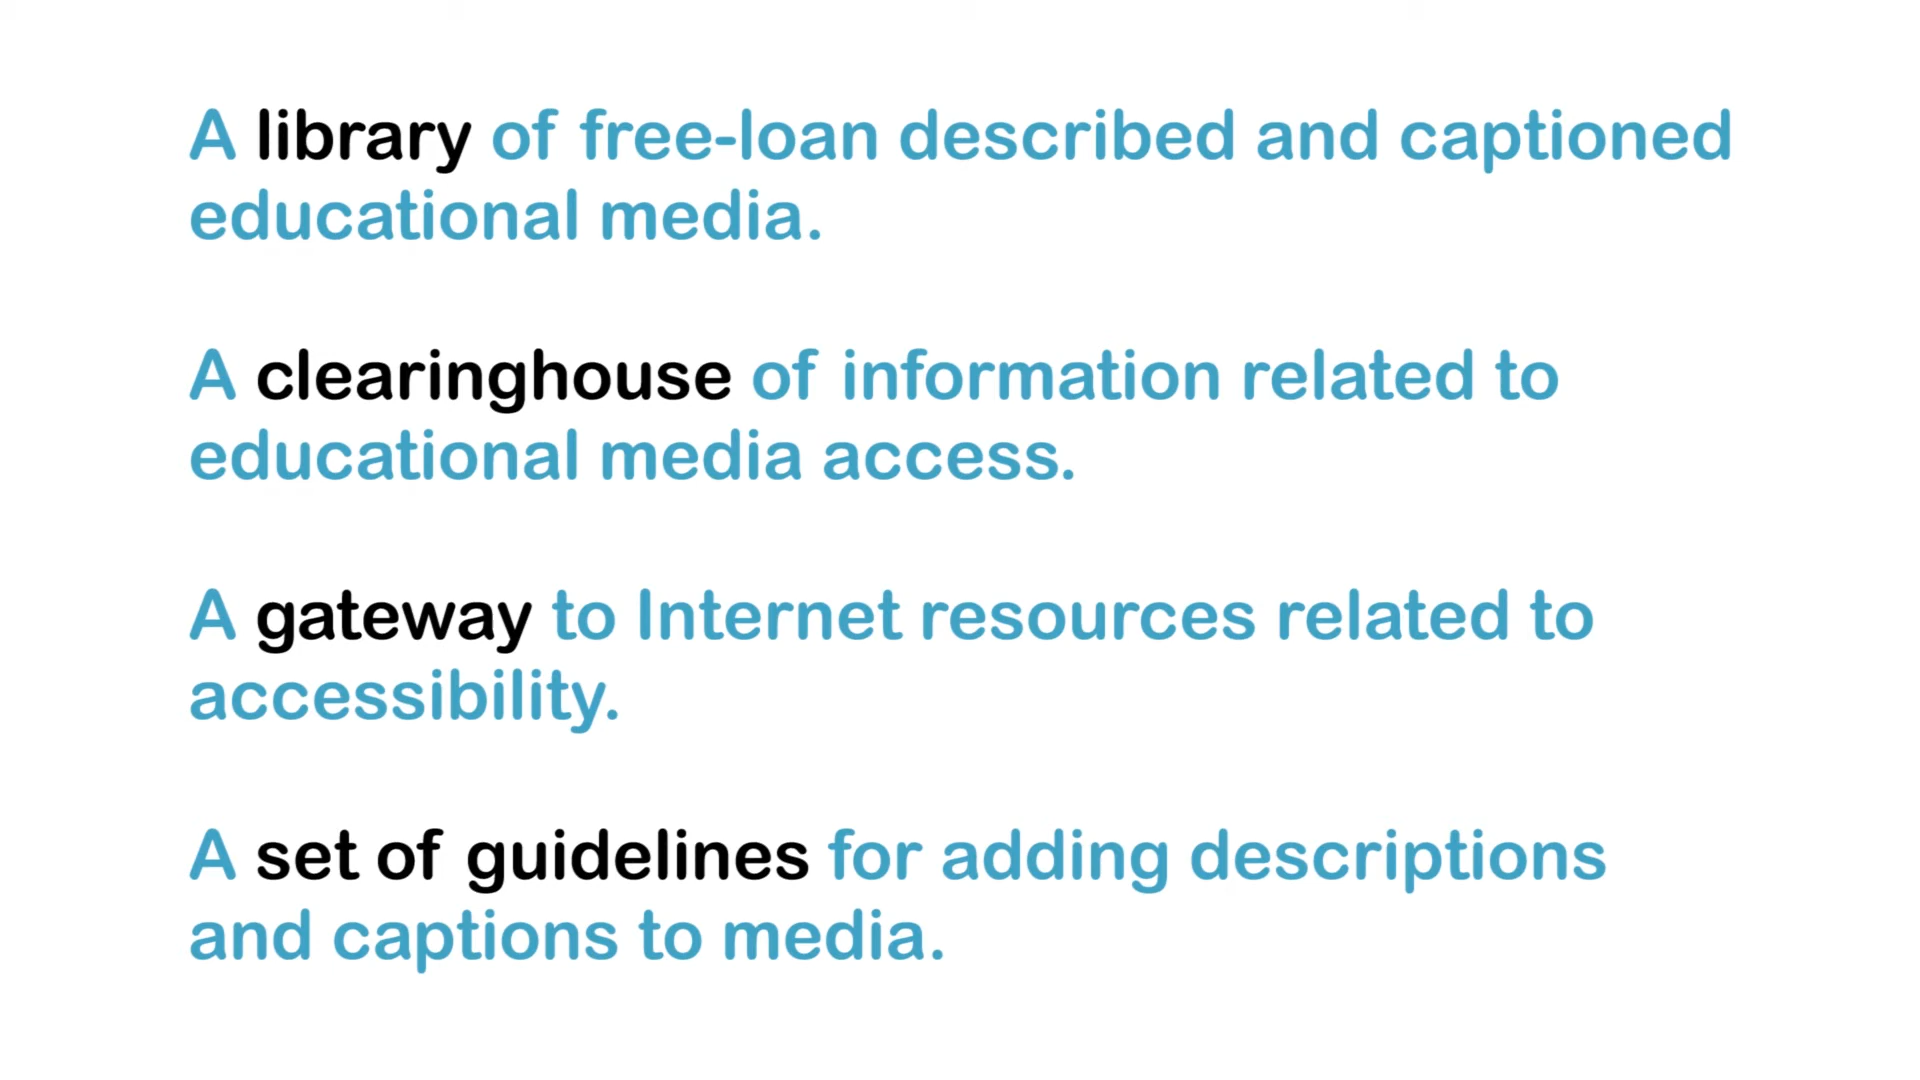 A library of free-loan described and captioned
educational media.
A clearinghouse of information related to
educational media access.
A gateway to Internet resources related to
accessibility.
A set of guidelines for adding descriptions
and captions to media.